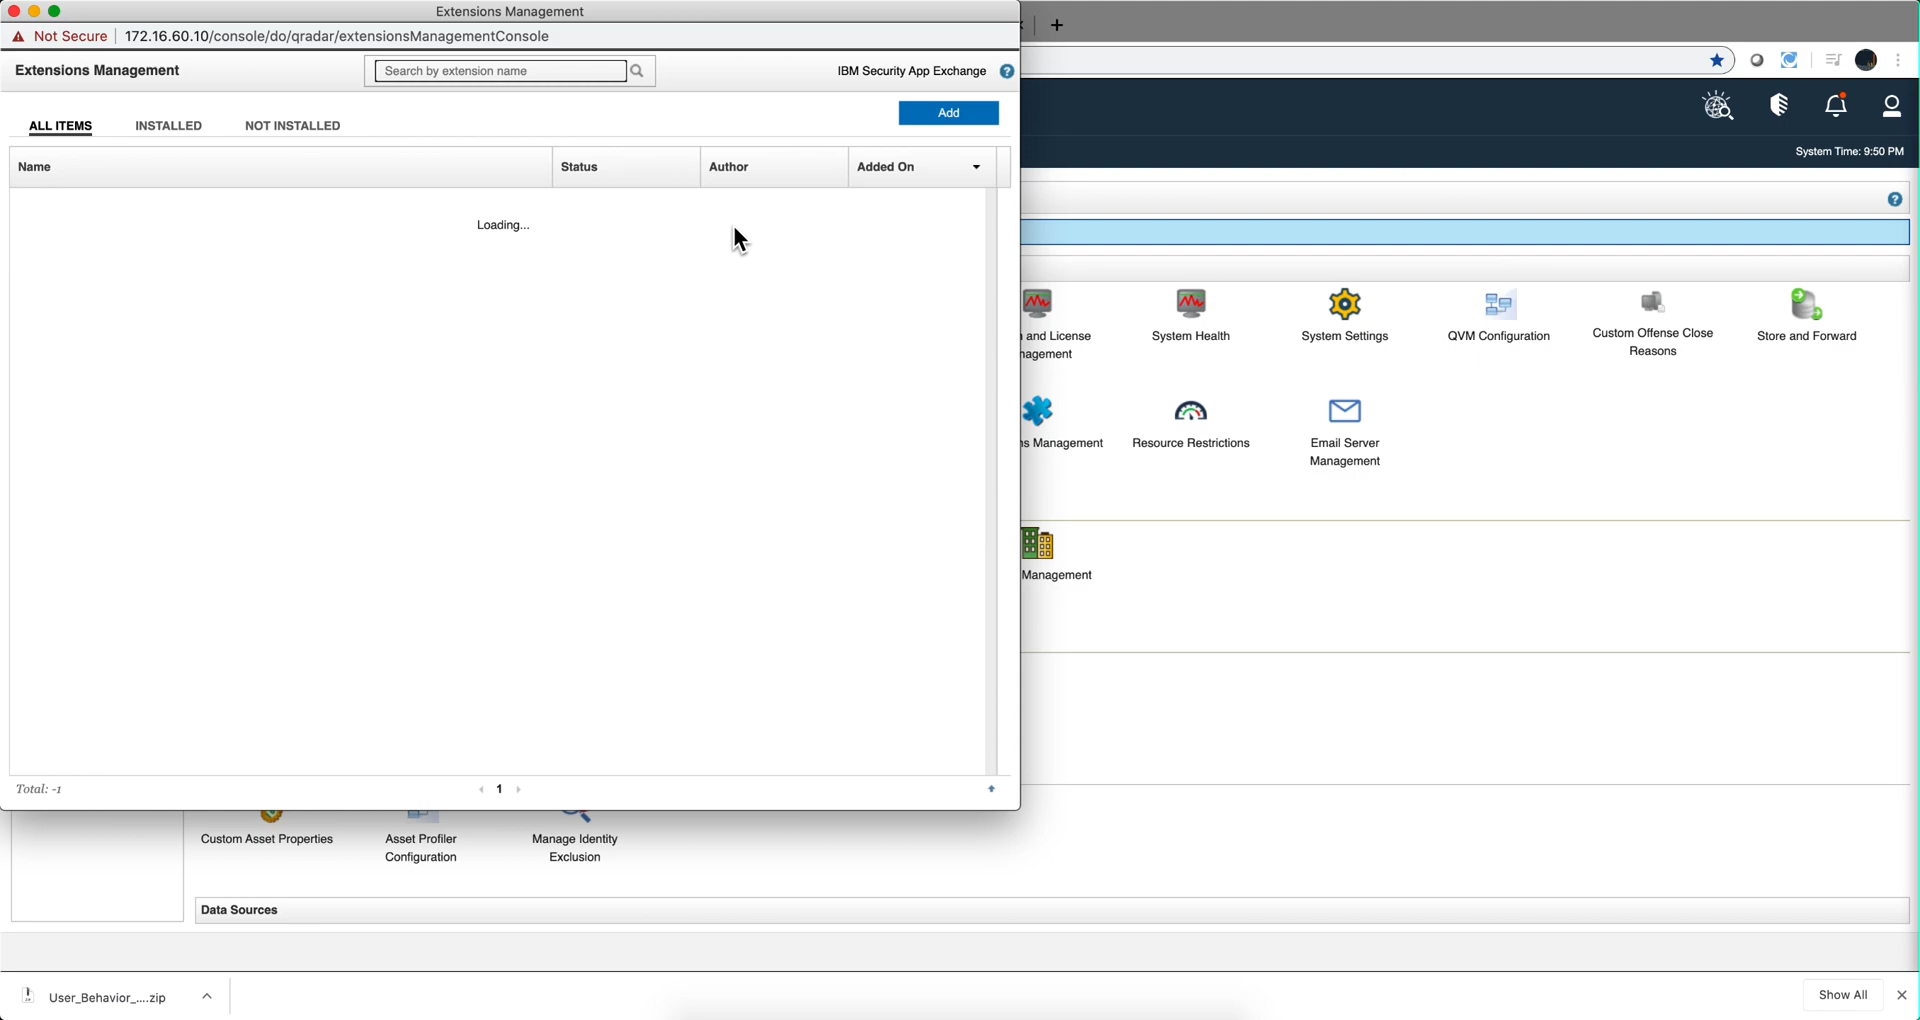 Extensions Management
Not Secure 172.16.60.10/console/do/qradar/extensionsManagementConsole
Extensions Management
Search by extension name
IBM Security App Exchange
Add
ALL ITEMS
INSTALLED
NOT INSTALLED
Name
Status
Author
Added On
Loading...
Total: -1
1
System Time: 9:50 PM
and License
System Health
System Settings
QVM Configuration
Custom Offense Close
Reasons
Store and Forward
Management
Resource Restrictions
Email Server
Management
Management
Custom Asset Properties
Asset Profiler
Configuration
Manage Identity
Exclusion
Data Sources
User_Behavior_....zip
Show All